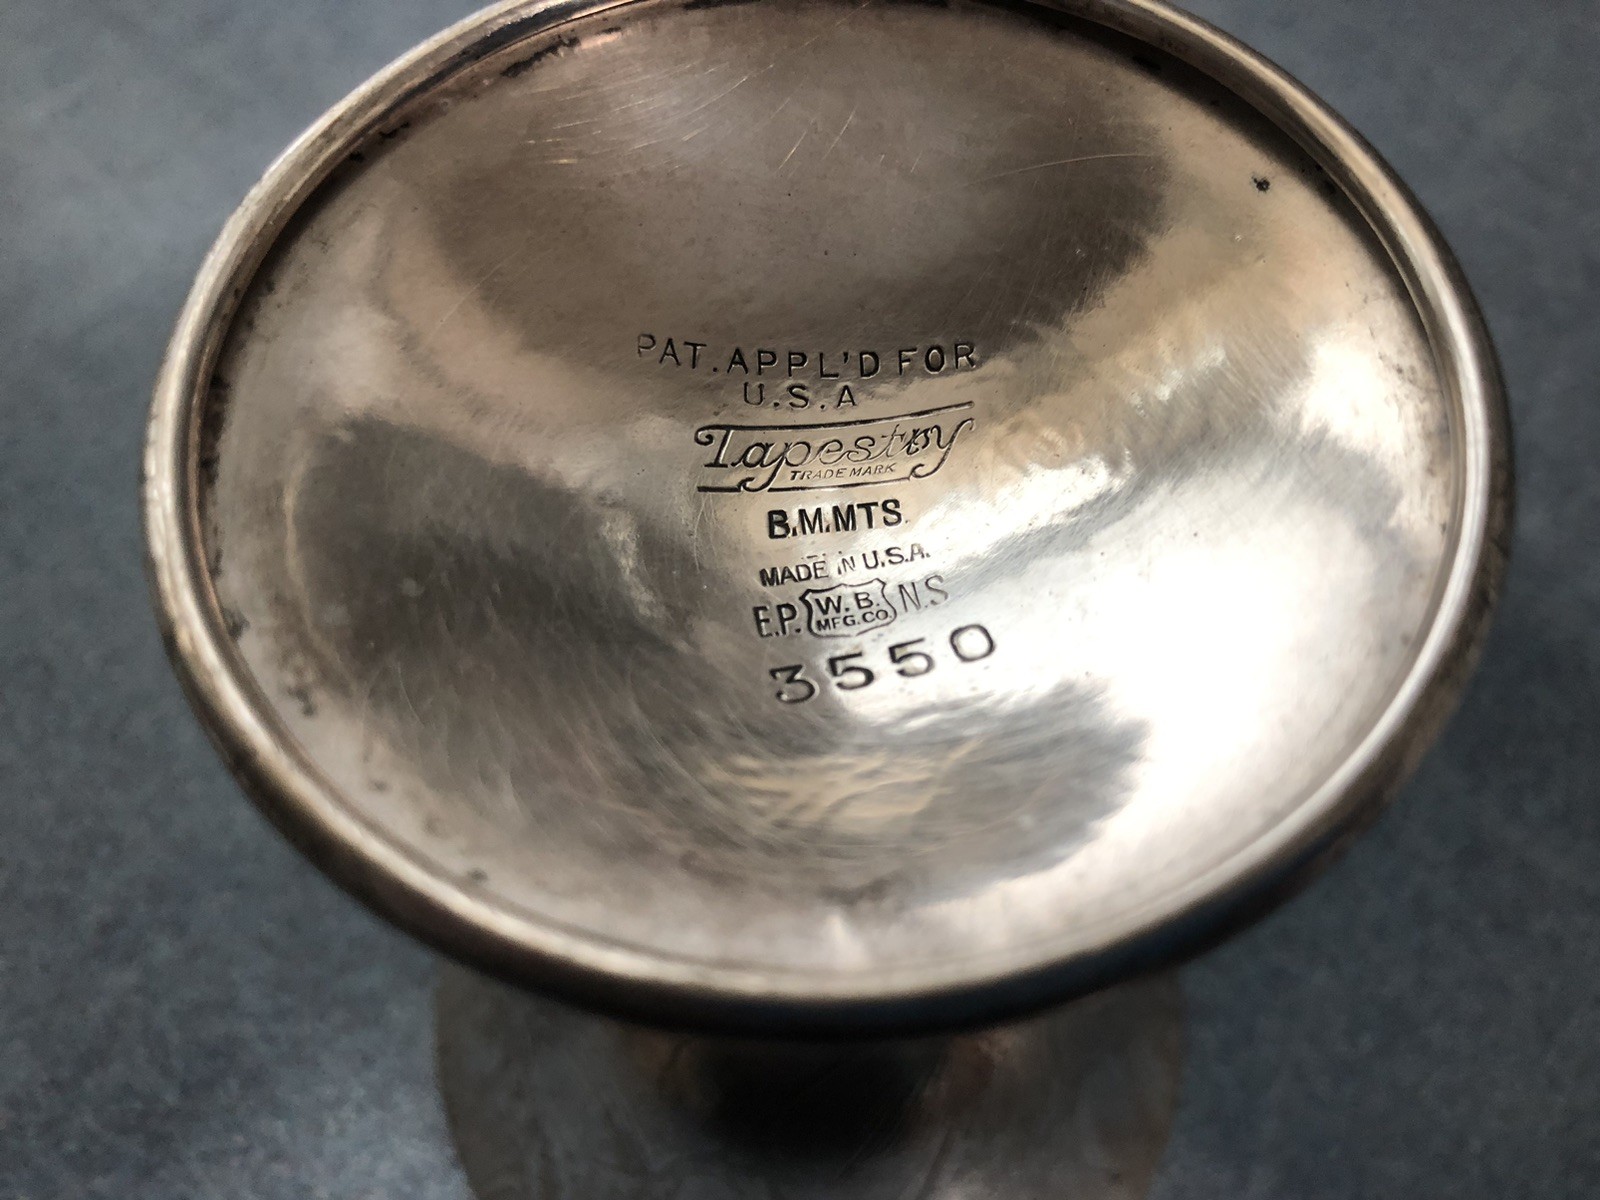 PAT. APPL'D FOR
U.S.A
Tapestry
TRADE MARK
B.M.MTS.
MADE IN U.S.A.
E.P. W.B. MFG.CO. N.S
3550